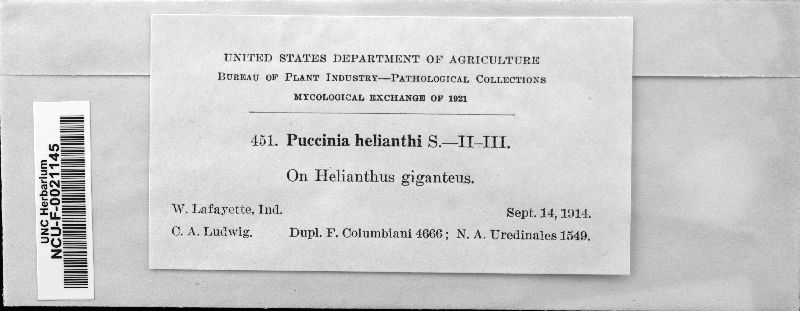 UNITED STATES DEPARTMENT OF AGRICULTURE
BUREAU OF PLANT INDUSTRY—PATHOLOGICAL COLLECTIONS
MYCOLOGICAL EXCHANGE OF 1921
451. Puccinia helianthi S.—II–III.
On Helianthus giganteus.
W. Lafayette, Ind. Sept. 14, 1914.
C. A. Ludwig. Dupl. F. Columbiani 4666; N. A. Uredinales 1549.
UNC Herbarium
NCU-F-0021145